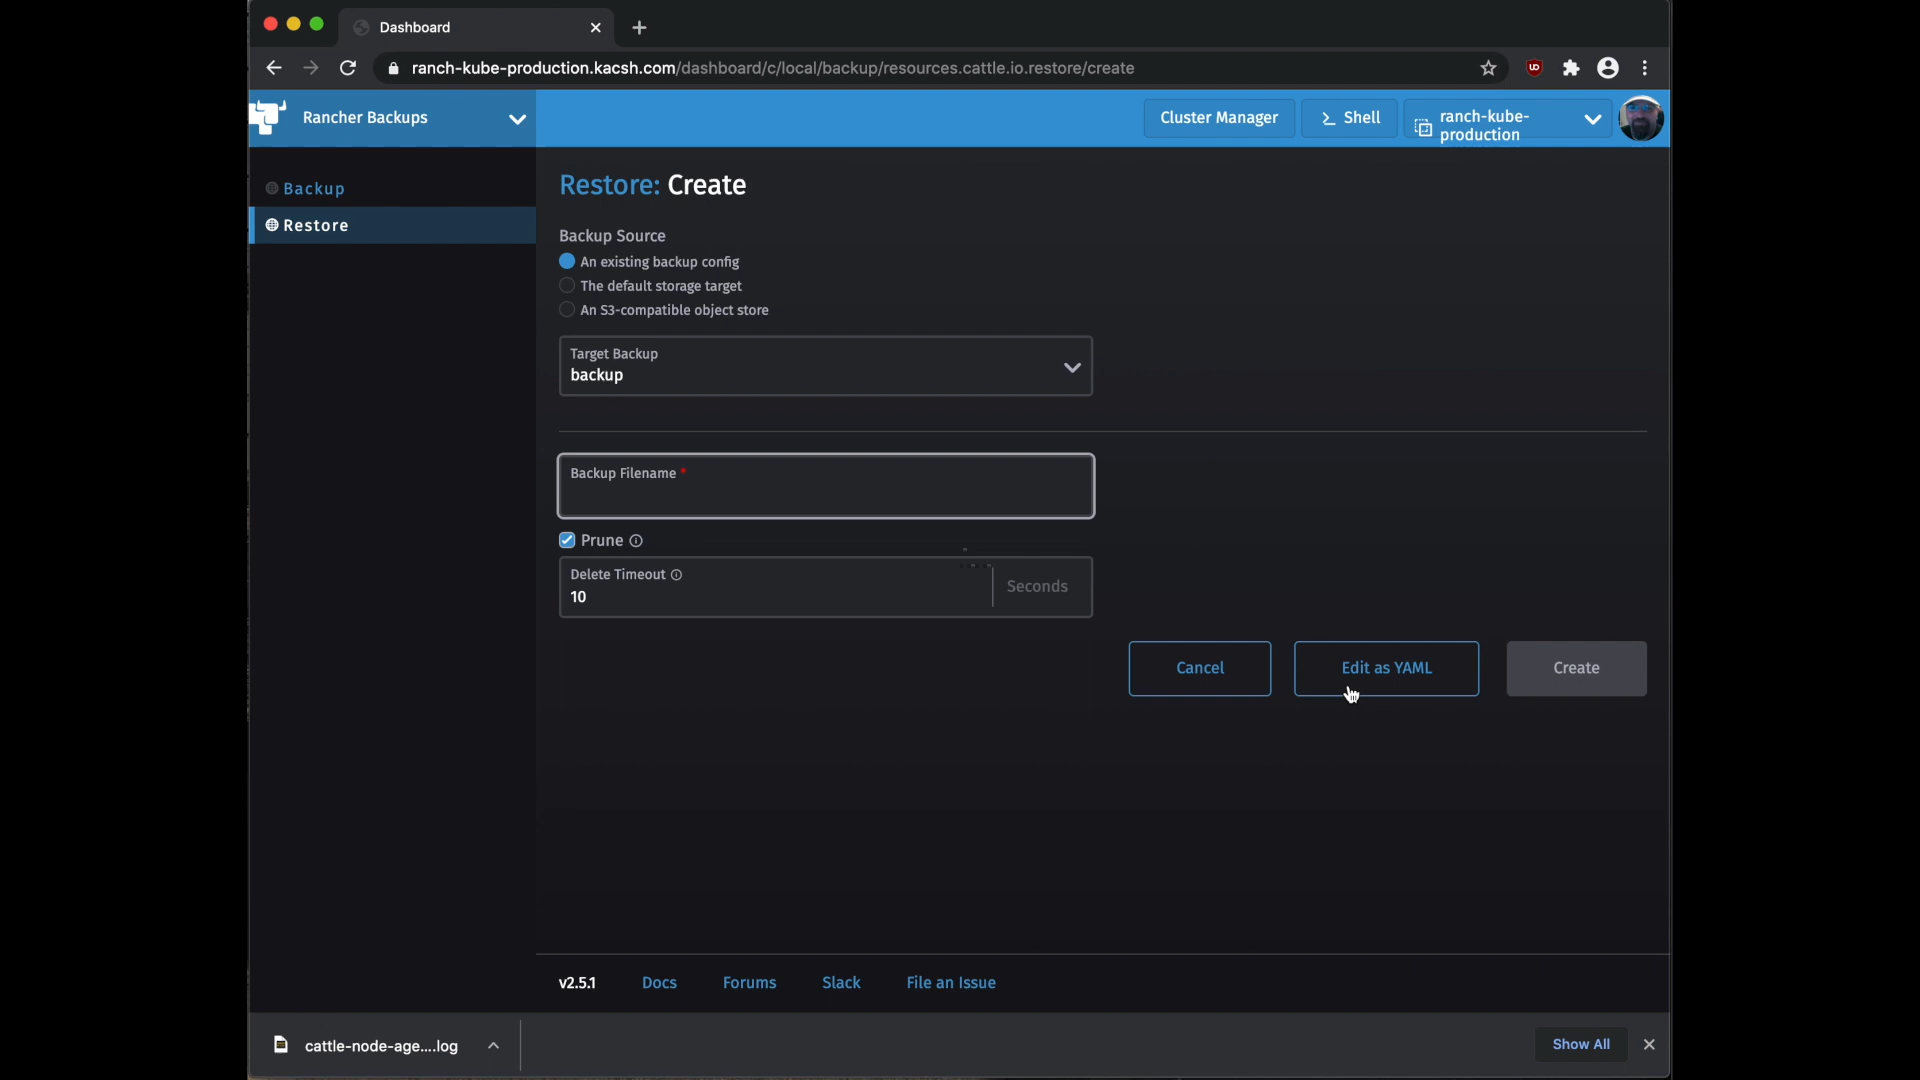 Dashboard
ranch-kube-production.kacsh.com/dashboard/c/local/backup/resources.cattle.io.restore/create
Rancher Backups
Cluster Manager
Shell
ranch-kube-
production
Backup
Restore
Restore: Create
Backup Source
An existing backup config
The default storage target
An S3-compatible object store
Target Backup
backup
Backup Filename *
Prune
Delete Timeout
10
Seconds
Cancel
Edit as YAML
Create
v2.5.1
Docs
Forums
Slack
File an Issue
cattle-node-age....log
Show All